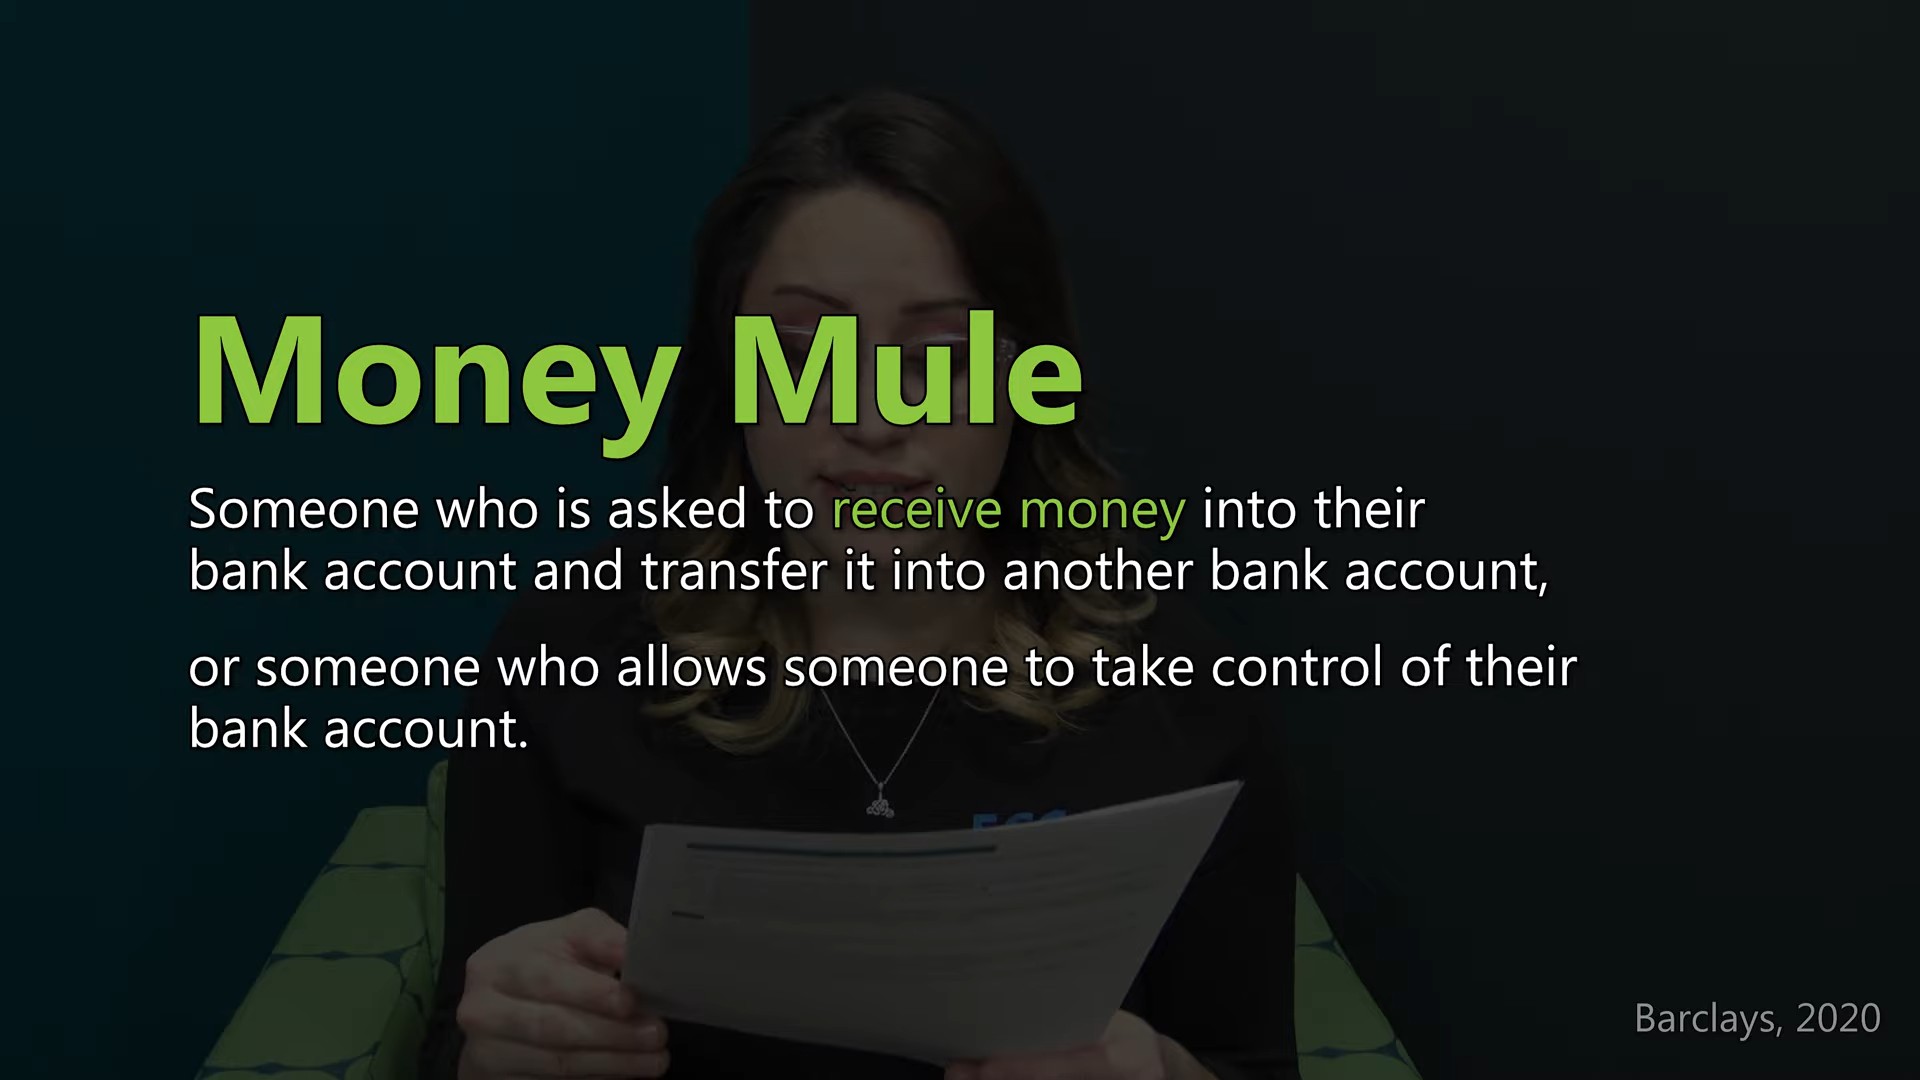 Money Mule
Someone who is asked to receive money into their
bank account and transfer it into another bank account,
or someone who allows someone to take control of their
bank account.
Barclays, 2020